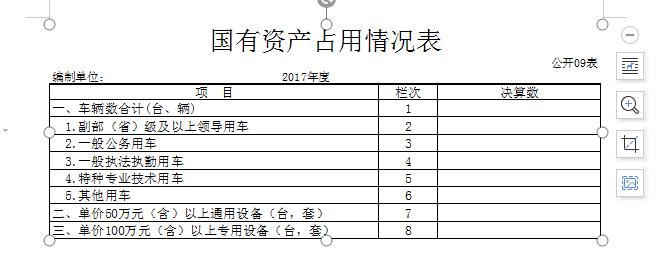 国有资产占用情况表
公开09表
编制单位: 2017年度
项 目 栏次 决算数
一、车辆数合计(台、辆) 1
1.副部（省）级及以上领导用车 2
2.一般公务用车 3
3.一般执法执勤用车 4
4.特种专业技术用车 5
5.其他用车 6
二、单价50万元（含）以上通用设备（台，套） 7
三、单价100万元（含）以上专用设备（台，套） 8